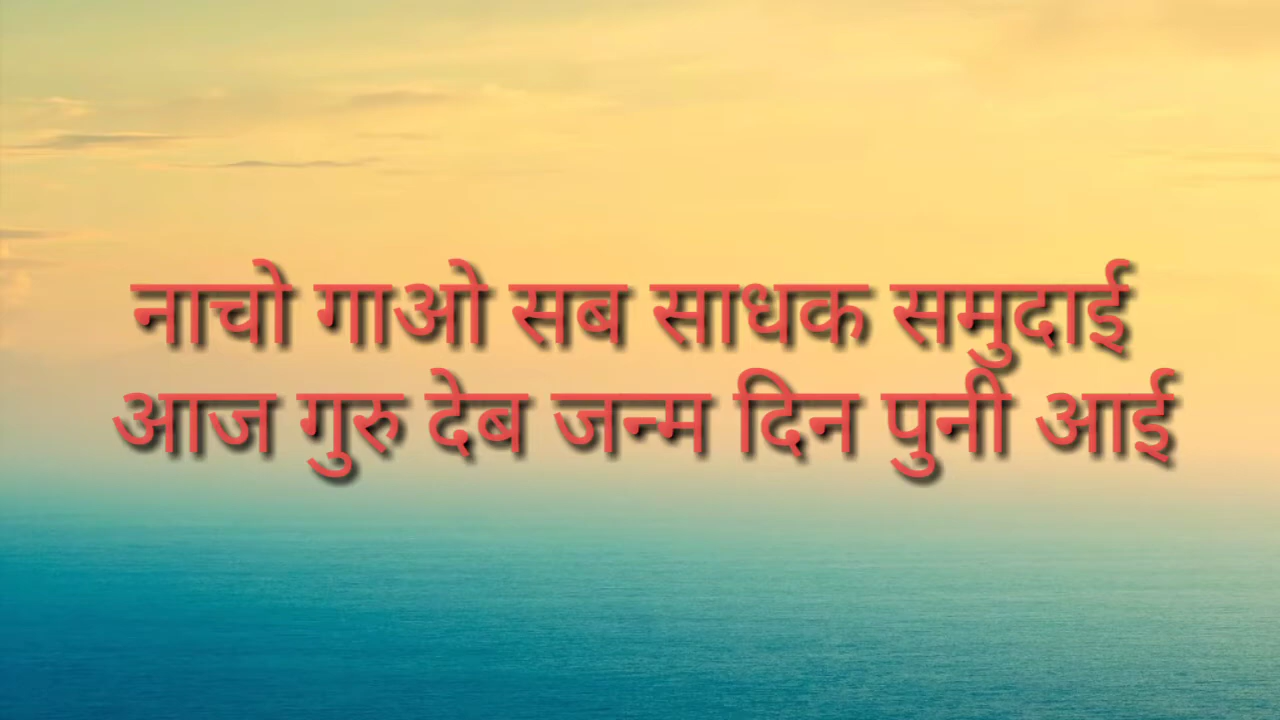 नाचो गाओ सब साधक समुदाई
आज गुरु देब जन्म दिन पुनी आई